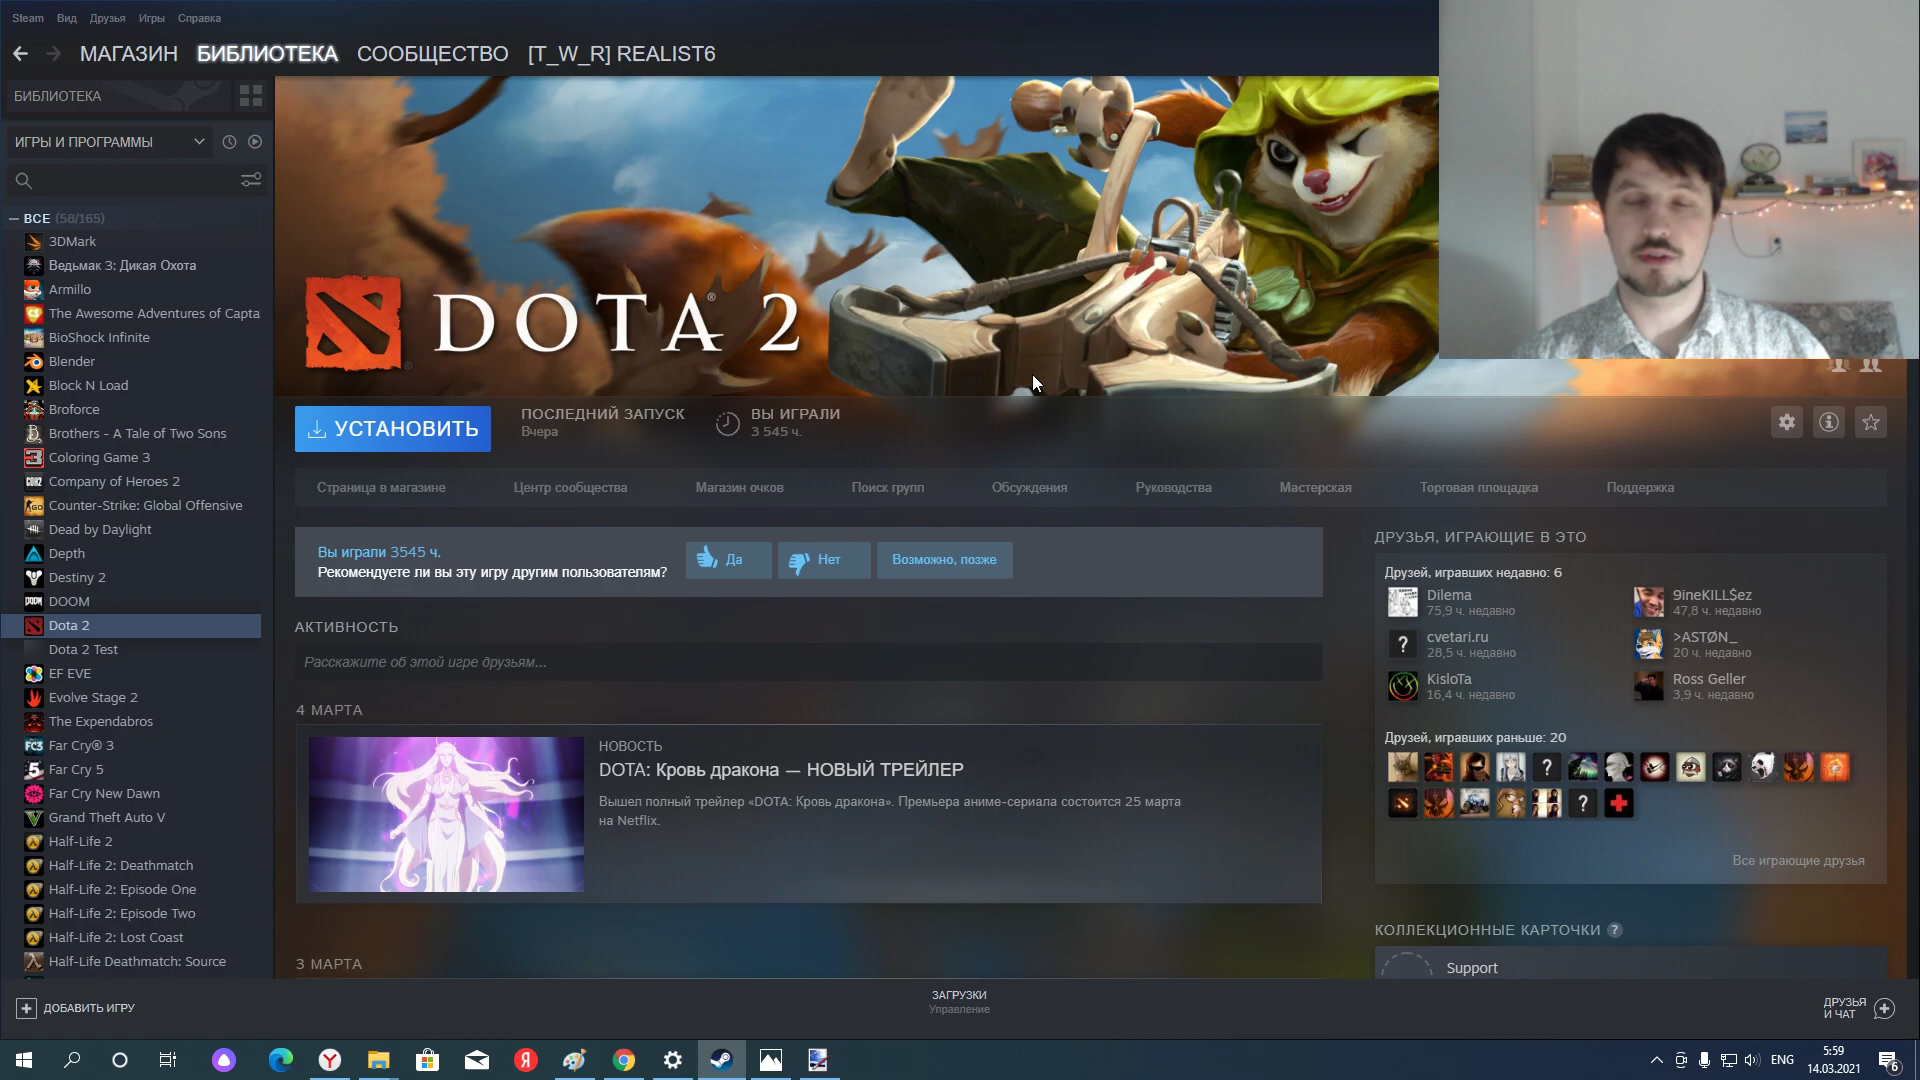 Steam Вид Друзья Игры Справка
МАГАЗИН БИБЛИОТЕКА СООБЩЕСТВО [T_W_R] REALIST6
БИБЛИОТЕКА
ИГРЫ И ПРОГРАММЫ
ВСЕ (58/165)
3DMark
Ведьмак 3: Дикая Охота
Armillo
The Awesome Adventures of Capta
BioShock Infinite
Blender
Block N Load
Broforce
Brothers - A Tale of Two Sons
Coloring Game 3
Company of Heroes 2
Counter-Strike: Global Offensive
Dead by Daylight
Depth
Destiny 2
DOOM
Dota 2
Dota 2 Test
EF EVE
Evolve Stage 2
The Expendabros
Far Cry® 3
Far Cry 5
Far Cry New Dawn
Grand Theft Auto V
Half-Life 2
Half-Life 2: Deathmatch
Half-Life 2: Episode One
Half-Life 2: Episode Two
Half-Life 2: Lost Coast
Half-Life Deathmatch: Source
DOTA® 2
УСТАНОВИТЬ
ПОСЛЕДНИЙ ЗАПУСК
Вчера
ВЫ ИГРАЛИ
3 545 ч.
Страница в магазине Центр сообщества Магазин очков Поиск групп Обсуждения Руководства Мастерская Торговая площадка Поддержка
Вы играли 3545 ч.
Рекомендуете ли вы эту игру другим пользователям?
Да Нет Возможно, позже
АКТИВНОСТЬ
Расскажите об этой игре друзьям...
4 МАРТА
НОВОСТЬ
DOTA: Кровь дракона — НОВЫЙ ТРЕЙЛЕР
Вышел полный трейлер «DOTA: Кровь дракона». Премьера аниме-сериала состоится 25 марта
на Netflix.
3 МАРТА
ДРУЗЬЯ, ИГРАЮЩИЕ В ЭТО
Друзей, игравших недавно: 6
Dilema
75,9 ч. недавно
9ineKILL$ez
47,8 ч. недавно
cvetari.ru
28,5 ч. недавно
>ASTØN_
20 ч. недавно
KisloTa
16,4 ч. недавно
Ross Geller
3,9 ч. недавно
Друзей, игравших раньше: 20
Все играющие друзья
КОЛЛЕКЦИОННЫЕ КАРТОЧКИ ?
Support
ДОБАВИТЬ ИГРУ
ЗАГРУЗКИ
Управление
ДРУЗЬЯ
И ЧАТ
ENG
5:59
14.03.2021
6